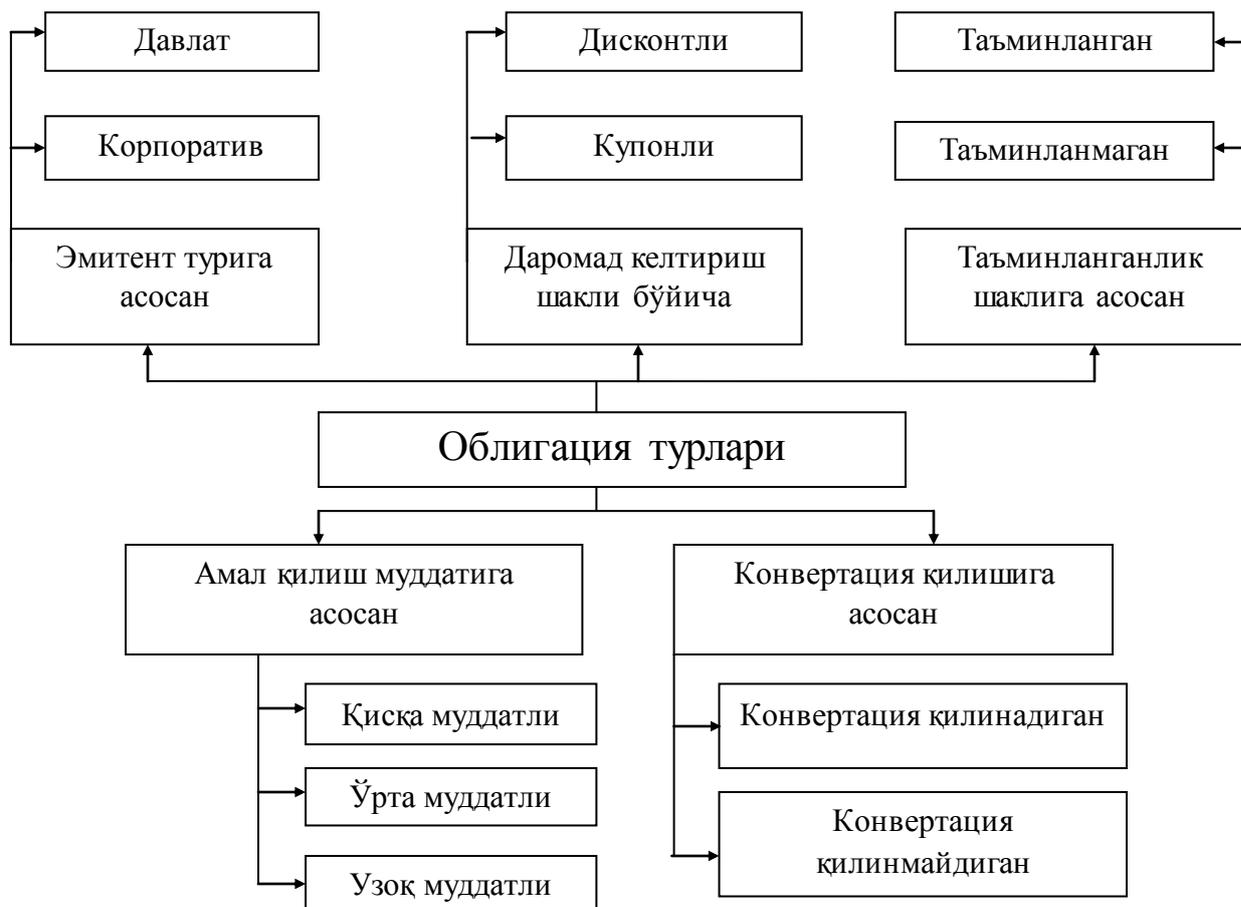 Давлат
Дисконтли
Таъминланган
Корпоратив
Купонли
Таъминланмаган
Эмитент турига
асосан
Даромад келтириш
шакли бўйича
Таъминланганлик
шаклига асосан
Облигация турлари
Амал қилиш муддатига
асосан
Конвертация қилишига
асосан
Қисқа муддатли
Ўрта муддатли
Узоқ муддатли
Конвертация қилинадиган
Конвертация
қилинмайдиган